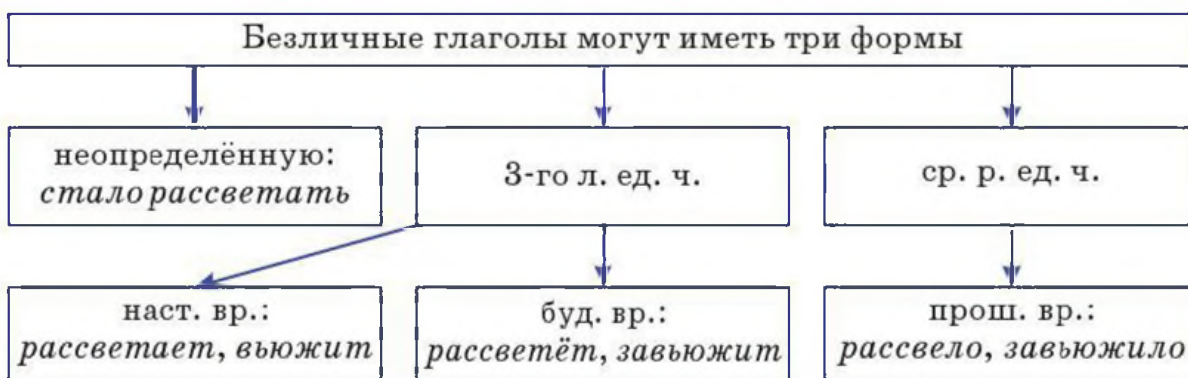 Безличные глаголы могут иметь три формы
неопределённую:
стало рассветать
3-го л. ед. ч.
ср. р. ед. ч.
наст. вр.:
рассветает, вьюжит
буд. вр.:
рассветёт, завьюжит
прош. вр.:
рассвело, завьюжило